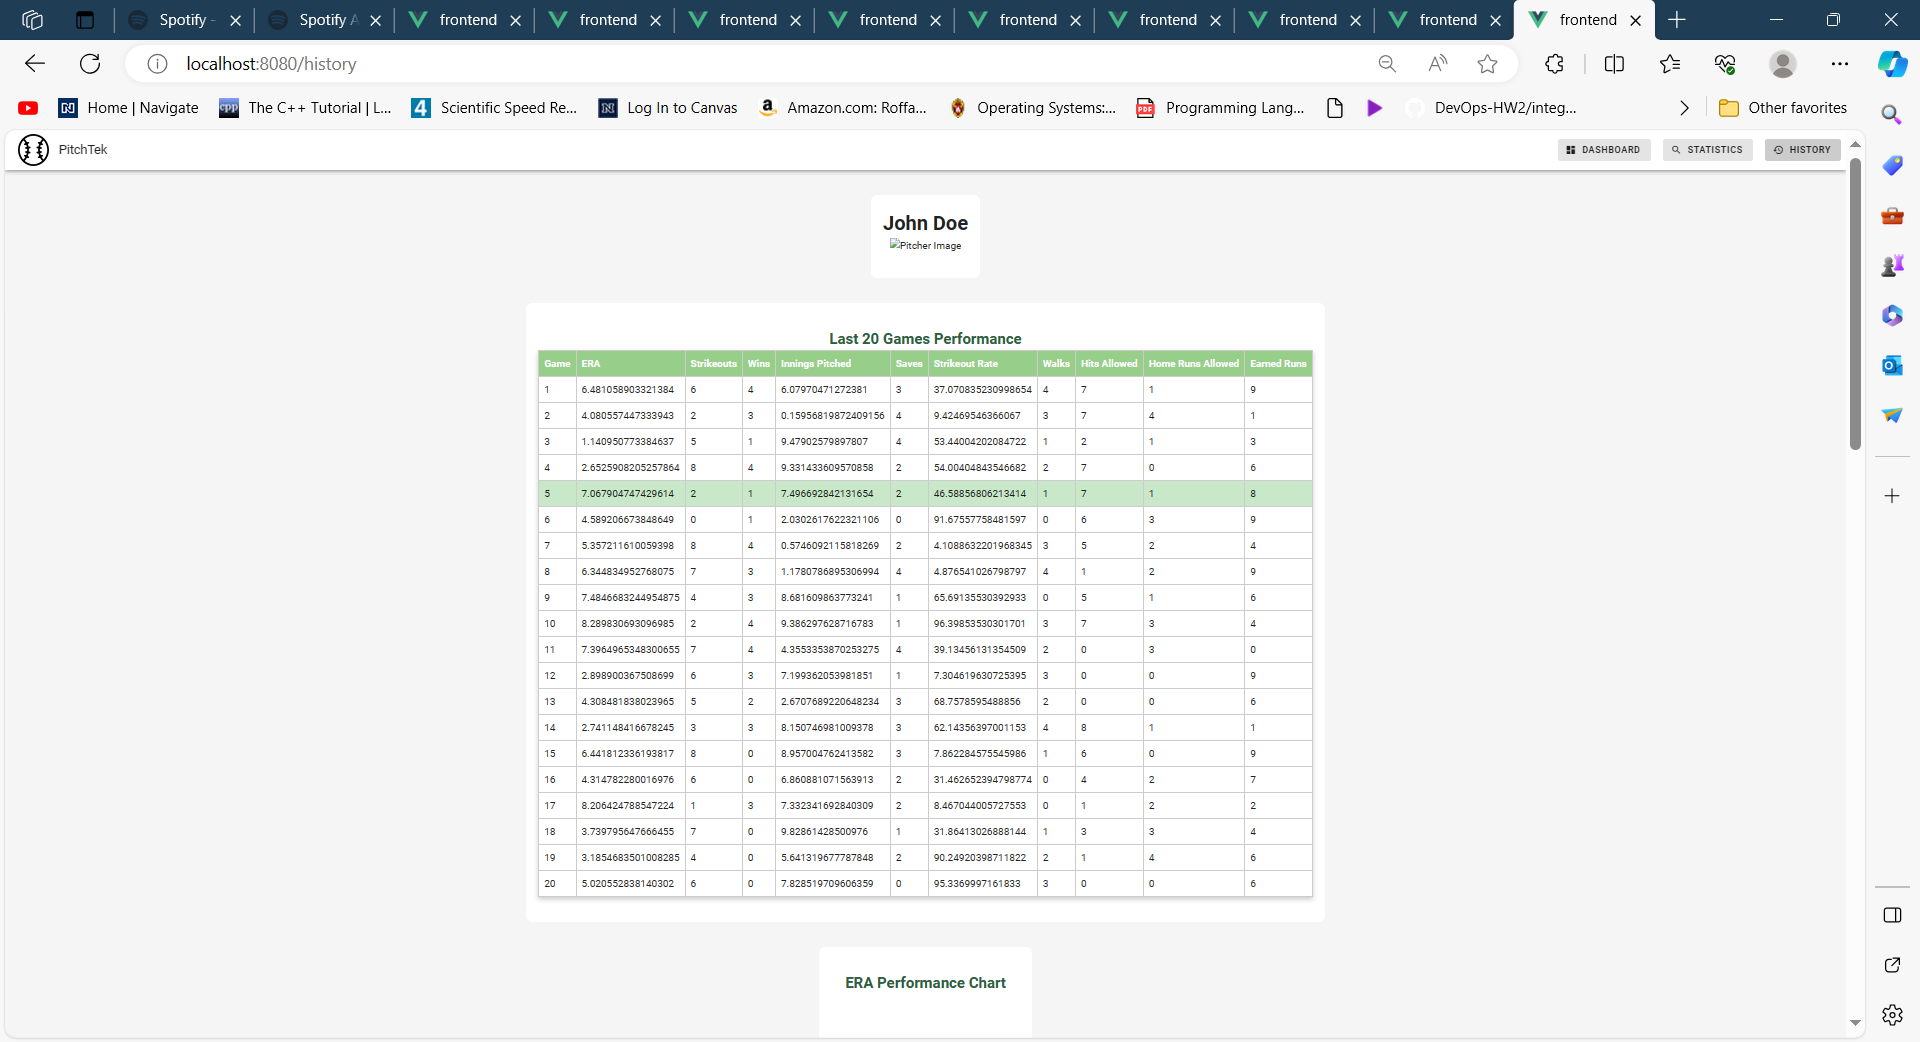 Spotify - frontend
Spotify A
frontend
frontend
frontend
frontend
frontend
frontend
frontend
frontend
localhost:8080/history
Home | Navigate
cpp The C++ Tutorial | L...
4 Scientific Speed Re...
N Log In to Canvas
a Amazon.com: Roffa...
Operating Systems:...
PDF Programming Lang...
DevOps-HW2/integ...
Other favorites
PitchTek
DASHBOARD
STATISTICS
HISTORY
John Doe
Pitcher Image
Last 20 Games Performance
Game ERA Strikeouts Wins Innings Pitched Saves Strikeout Rate Walks Hits Allowed Home Runs Allowed Earned Runs
1 6.481058903321384 6 4 6.07970471272381 3 37.070835230998654 4 7 1 9
2 4.080557447333943 2 3 0.15956819872409156 4 9.42469546366067 3 7 4 1
3 1.140950773384637 5 1 9.47902579897807 4 53.44004202084722 1 2 1 3
4 2.6525908205257864 8 4 9.331433609570858 2 54.00404843546682 2 7 0 6
5 7.067904747429614 2 1 7.496692842131654 2 46.58856806213414 1 7 1 8
6 4.589206673848649 0 1 2.0302617622321106 0 91.67557758481597 0 6 3 9
7 5.357211610059398 8 4 0.5746092115818269 2 4.1088632201968345 3 5 2 4
8 6.344834952768075 7 3 1.1780786895306994 4 4.876541026798797 4 1 2 9
9 7.4846683244954875 4 3 8.681609863773241 1 65.69135530392933 0 5 1 6
10 8.289830693096985 2 4 9.386297628716783 1 96.39853530301701 3 7 3 4
11 7.3964965348300655 7 4 4.3553353870253275 4 39.13456131354509 2 0 3 0
12 2.898900367508699 6 3 7.199362053981851 1 7.304619630725395 3 0 0 9
13 4.308481838023965 5 2 2.6707689220648234 3 68.7578595488856 2 0 0 6
14 2.741148416678245 3 3 8.150746981009378 3 62.14356397001153 4 8 1 1
15 6.441812336193817 8 0 8.957004762413582 3 7.862284575545986 1 6 0 9
16 4.314782280016976 6 0 6.860881071563913 2 31.462652394798774 0 4 2 7
17 8.206424788547224 1 3 7.332341692840309 2 8.467044005727553 0 1 2 2
18 3.739795647666455 7 0 9.82861428500976 1 31.86413026888144 1 3 3 4
19 3.1854683501008285 4 0 5.641319677787848 2 90.24920398711822 2 1 4 6
20 5.020552838140302 6 0 7.828519709606359 0 95.3369997161833 3 0 0 6
ERA Performance Chart